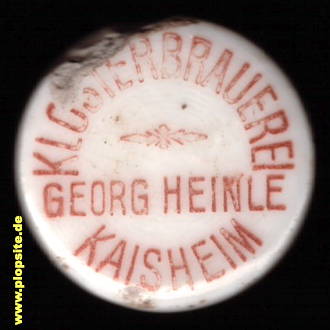 KLOSTERBRAUEREI
GEORG HEINLE
KAISHEIM
www.plopsite.de